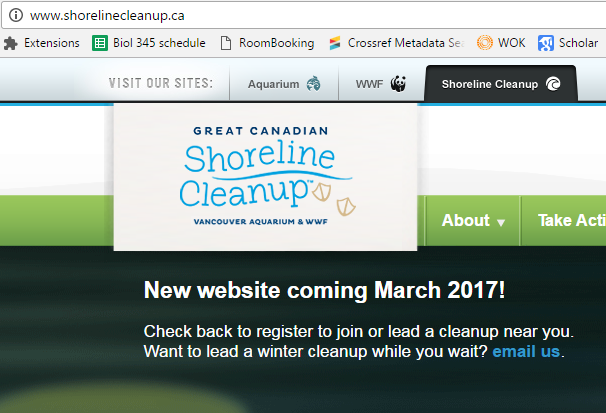 www.shorelinecleanup.ca
Extensions Biol 345 schedule RoomBooking Crossref Metadata Sea WOK Scholar
VISIT OUR SITES: Aquarium WWF Shoreline Cleanup
GREAT CANADIAN
Shoreline
Cleanup™
VANCOUVER AQUARIUM & WWF
About Take Acti
New website coming March 2017!
Check back to register to join or lead a cleanup near you.
Want to lead a winter cleanup while you wait? email us.